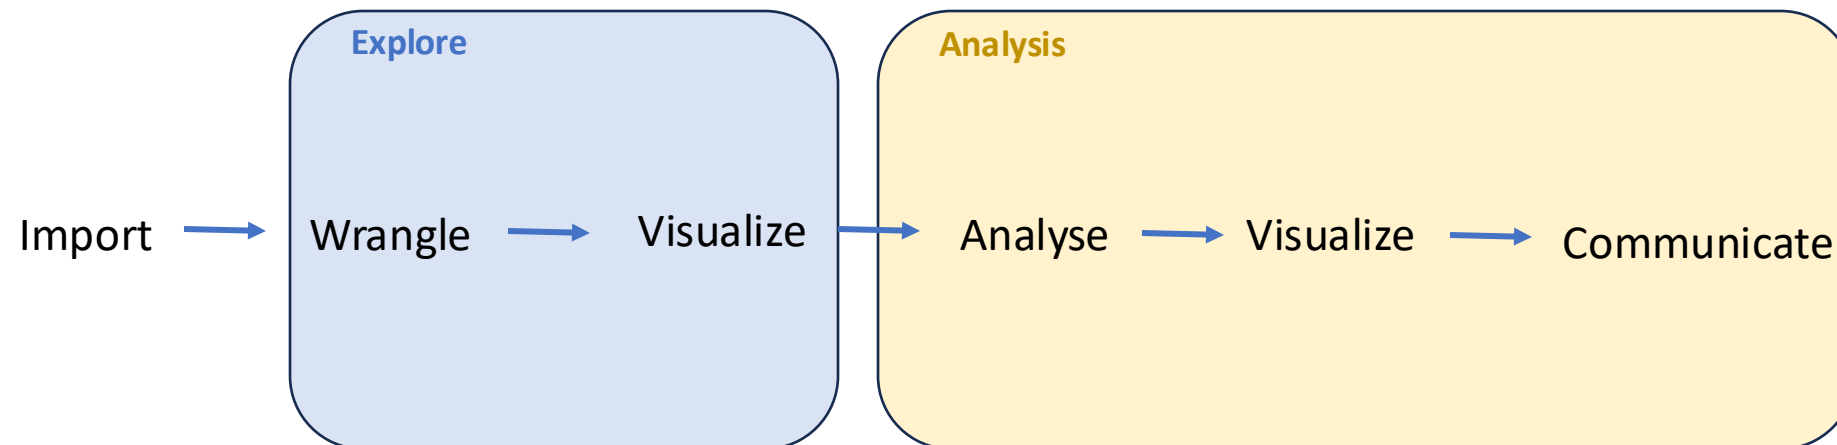 Explore
Analysis
Import
Wrangle
Visualize
Analyse
Visualize
Communicate